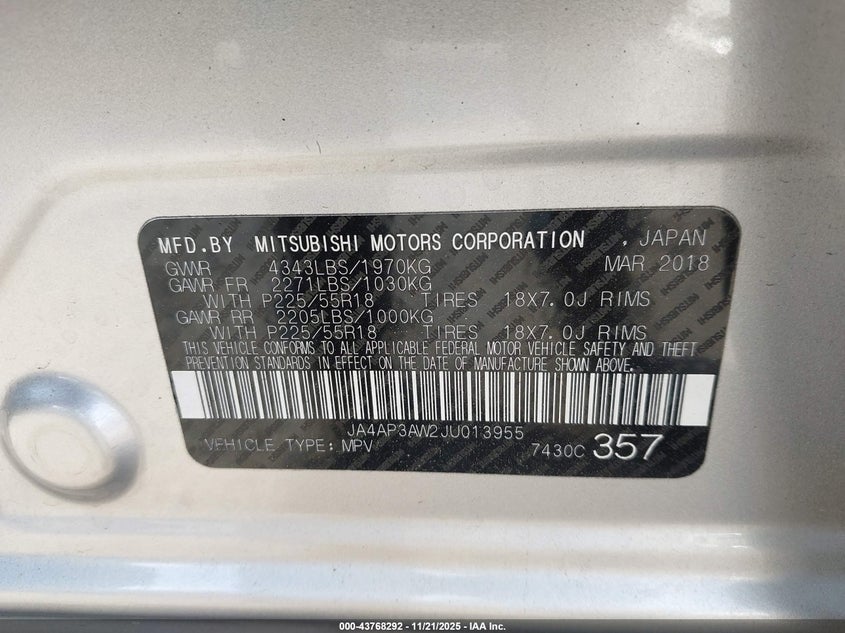 MFD.BY MITSUBISHI MOTORS CORPORATION , JAPAN
GVWR 4343LBS/1970KG MAR 2018
GAWR FR 2271LBS/1030KG
WITH P225/55R18 TIRES 18X7.0J RIMS
GAWR RR 2205LBS/1000KG
WITH P225/55R18 TIRES 18X7.0J RIMS
THIS VEHICLE CONFORMS TO ALL APPLICABLE FEDERAL MOTOR VEHICLE SAFETY AND THEFT
PREVENTION STANDARDS IN EFFECT ON THE DATE OF MANUFACTURE SHOWN ABOVE.
JA4AP3AW2JU013955
VEHICLE TYPE: MPV 7430C 357
000-43768292 - 11/21/2025 - IAA Inc.